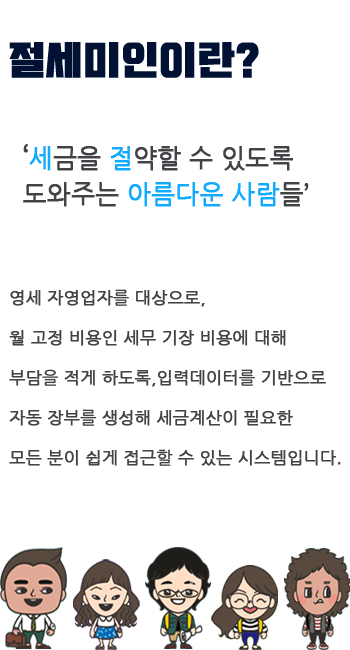 절세미인이란?
‘세금을 절약할 수 있도록
도와주는 아름다운 사람들’
영세 자영업자를 대상으로,
월 고정 비용인 세무 기장 비용에 대해
부담을 적게 하도록,입력데이터를 기반으로
자동 장부를 생성해 세금계산이 필요한
모든 분이 쉽게 접근할 수 있는 시스템입니다.